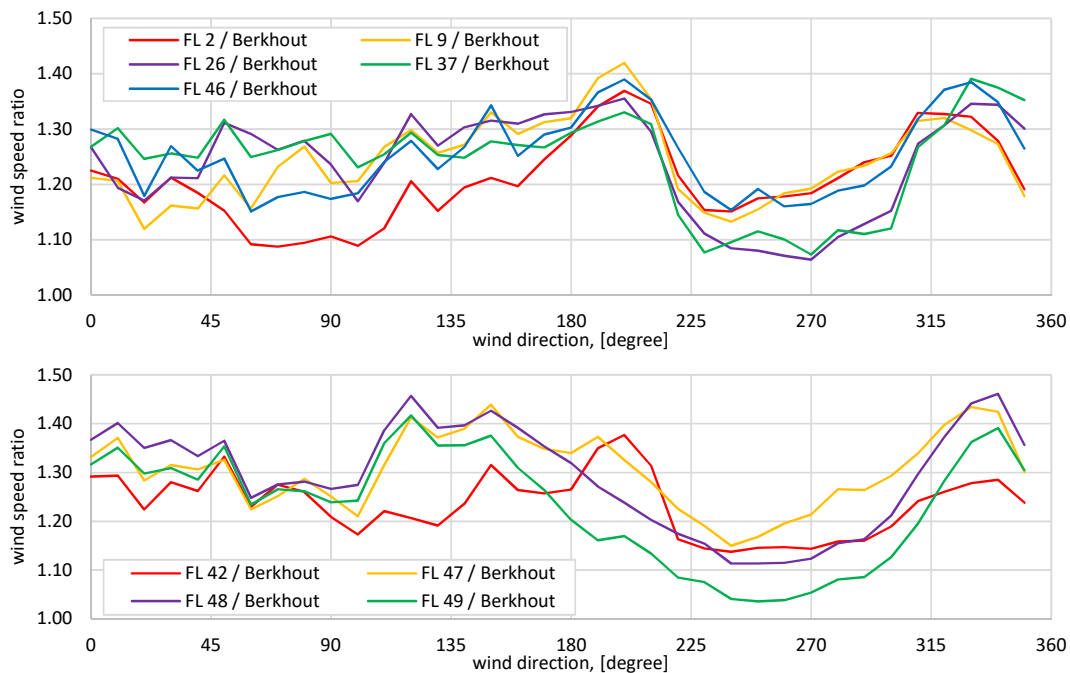 1.50
1.40
1.30
1.20
1.10
1.00
wind speed ratio
FL 2 / Berkhout FL 9 / Berkhout
FL 26 / Berkhout FL 37 / Berkhout
FL 46 / Berkhout
0 45 90 135 180 225 270 315 360
wind direction, [degree]
1.50
1.40
1.30
1.20
1.10
1.00
wind speed ratio
FL 42 / Berkhout FL 47 / Berkhout
FL 48 / Berkhout FL 49 / Berkhout
0 45 90 135 180 225 270 315 360
wind direction, [degree]